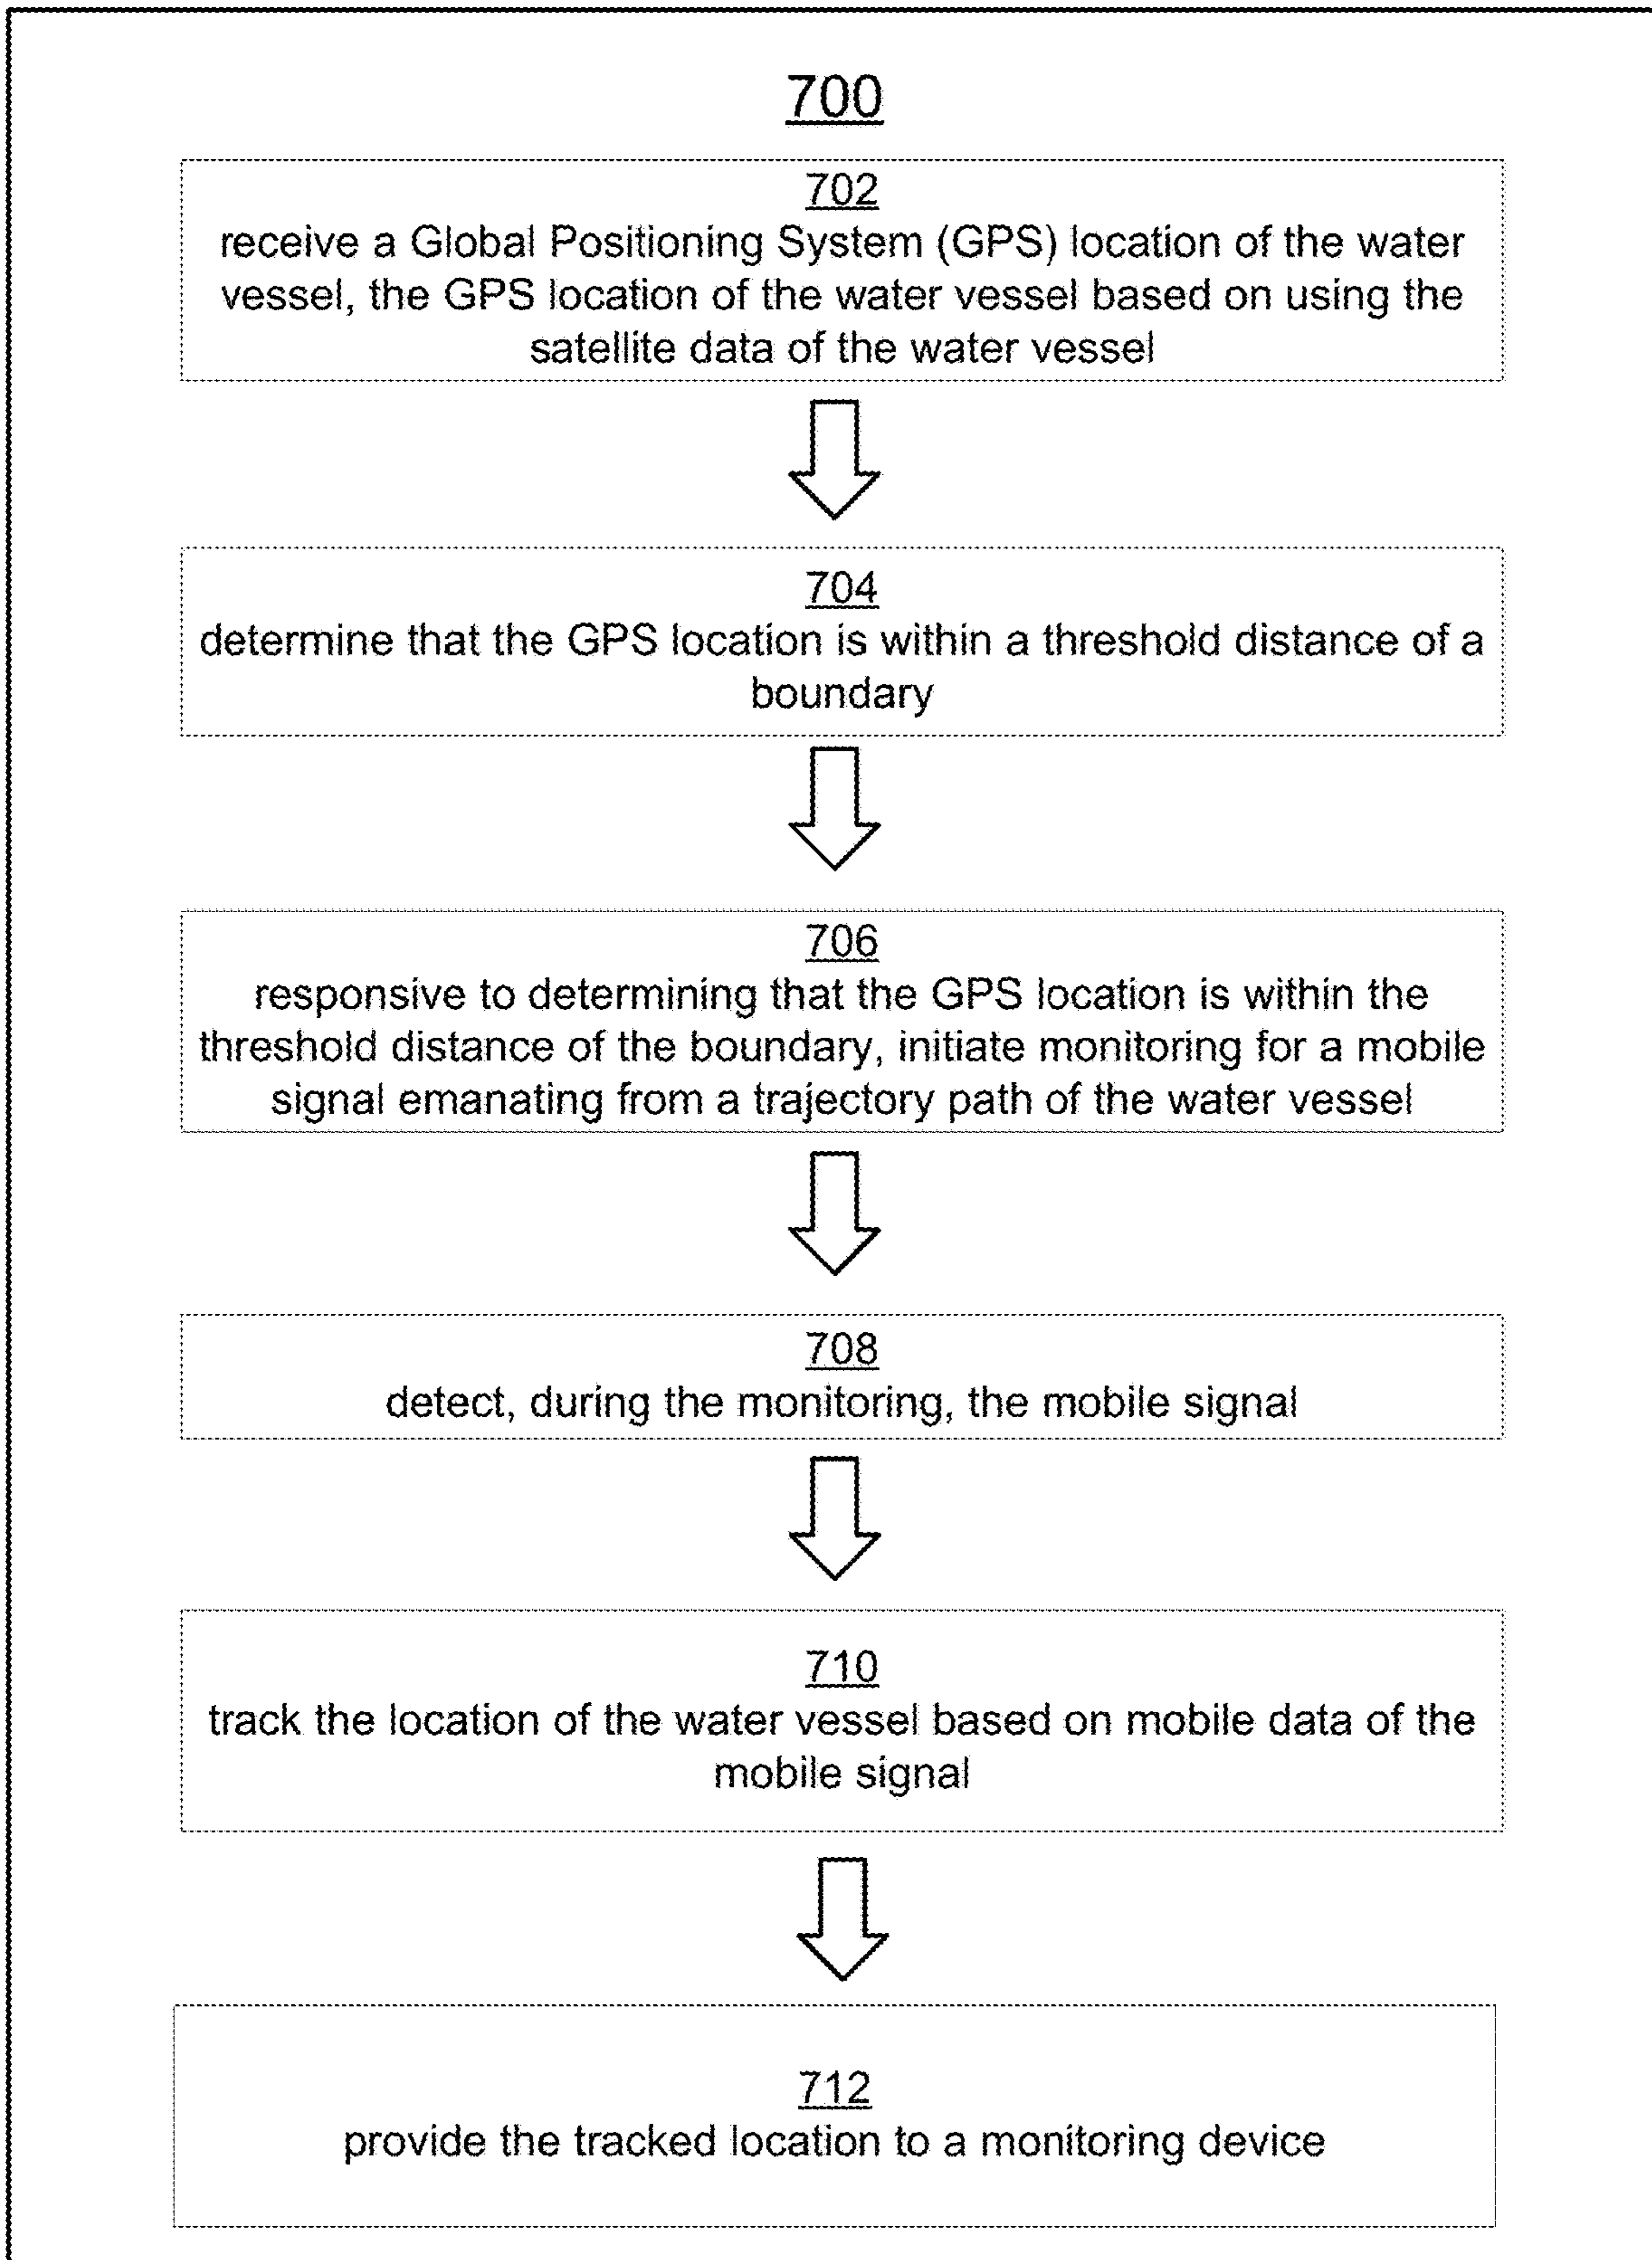 700
702
receive a Global Positioning System (GPS) location of the water
vessel, the GPS location of the water vessel based on using the
satellite data of the water vessel
704
determine that the GPS location is within a threshold distance of a
boundary
706
responsive to determining that the GPS location is within the
threshold distance of the boundary, initiate monitoring for a mobile
signal emanating from a trajectory path of the water vessel
708
detect, during the monitoring, the mobile signal
710
track the location of the water vessel based on mobile data of the
mobile signal
712
provide the tracked location to a monitoring device